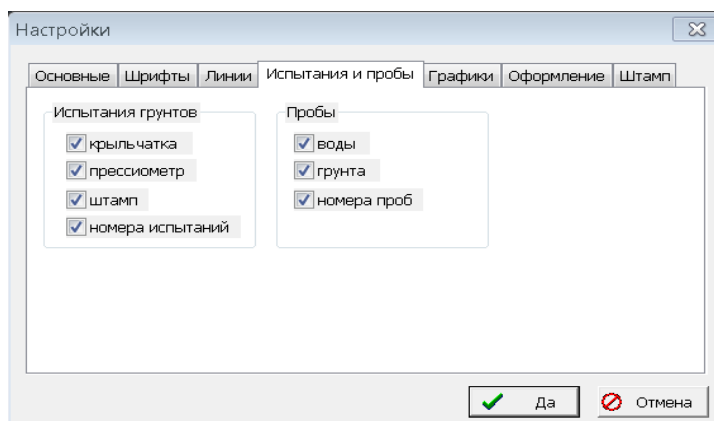 Настройки
Основные Шрифты Линии Испытания и пробы Графики Оформление Штамп
Испытания грунтов
крыльчатка
прессиометр
штамп
номера испытаний
Пробы
воды
грунта
номера проб
Да Отмена